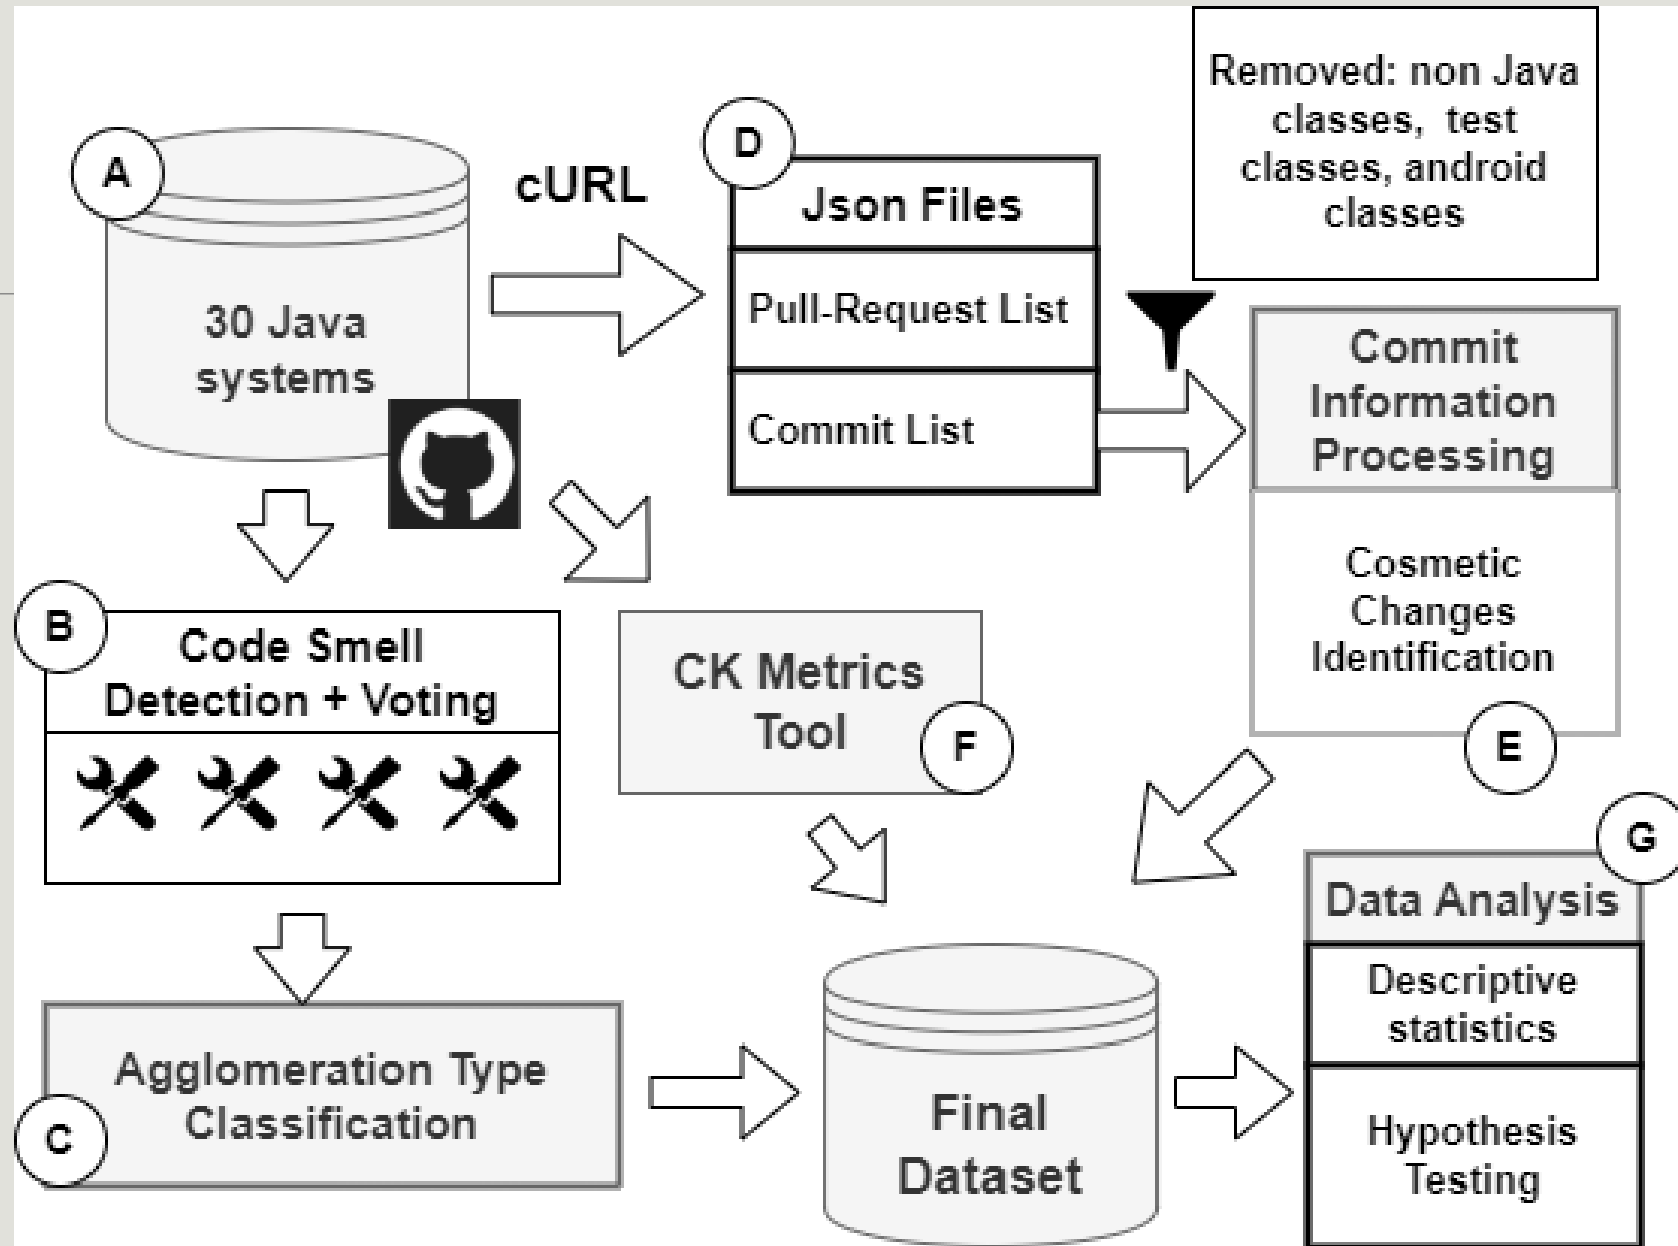 A
30 Java
systems
cURL
D
Json Files
Pull-Request List
Commit List
Removed: non Java
classes, test
classes, android
classes
Commit
Information
Processing
Cosmetic
Changes
Identification
E
B
Code Smell
Detection + Voting
CK Metrics
Tool
F
C
Agglomeration Type
Classification
Final
Dataset
G
Data Analysis
Descriptive
statistics
Hypothesis
Testing